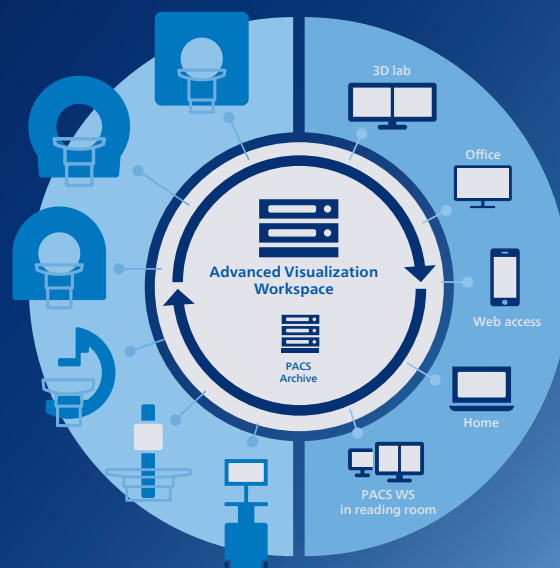 3D lab
Office
Advanced Visualization
Workspace
Web access
PACS
Archive
Home
PACS WS
in reading room